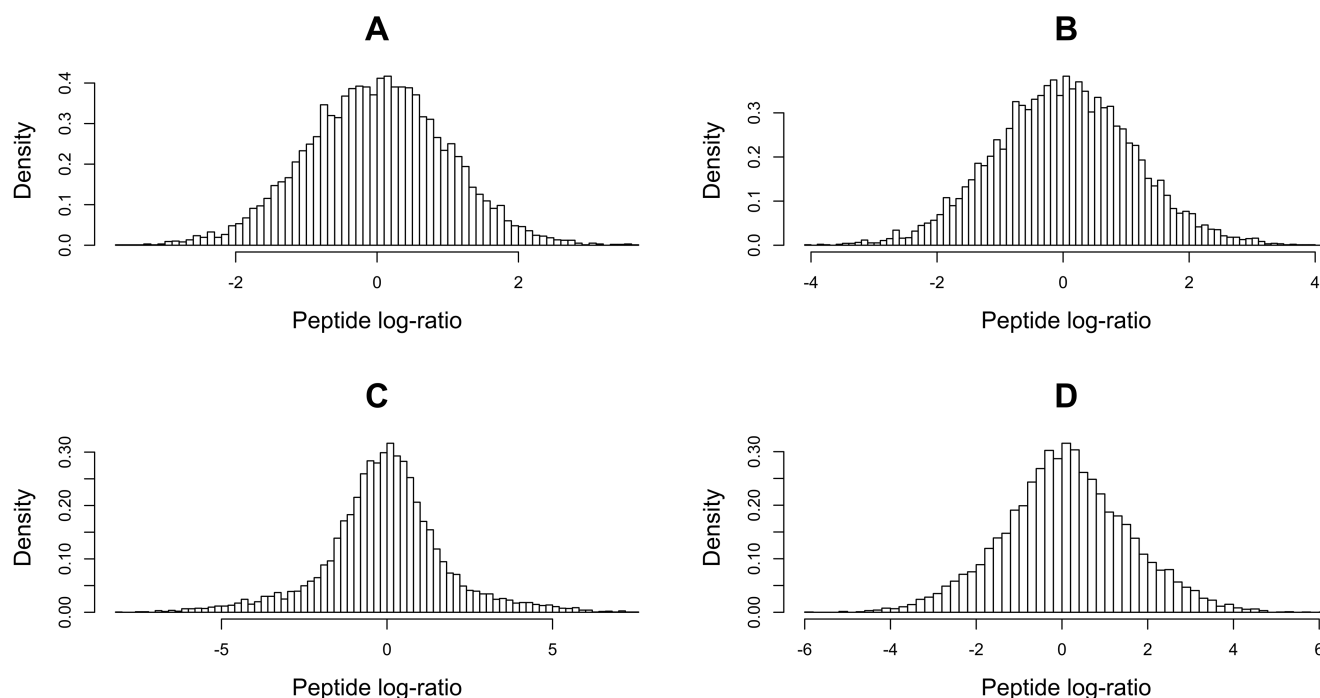 A
Density
0.0 0.1 0.2 0.3 0.4
-2 0 2
Peptide log-ratio
B
Density
0.0 0.1 0.2 0.3
-4 -2 0 2 4
Peptide log-ratio
C
Density
0.00 0.10 0.20 0.30
-5 0 5
Peptide log-ratio
D
Density
0.00 0.10 0.20 0.30
-6 -4 -2 0 2 4 6
Peptide log-ratio